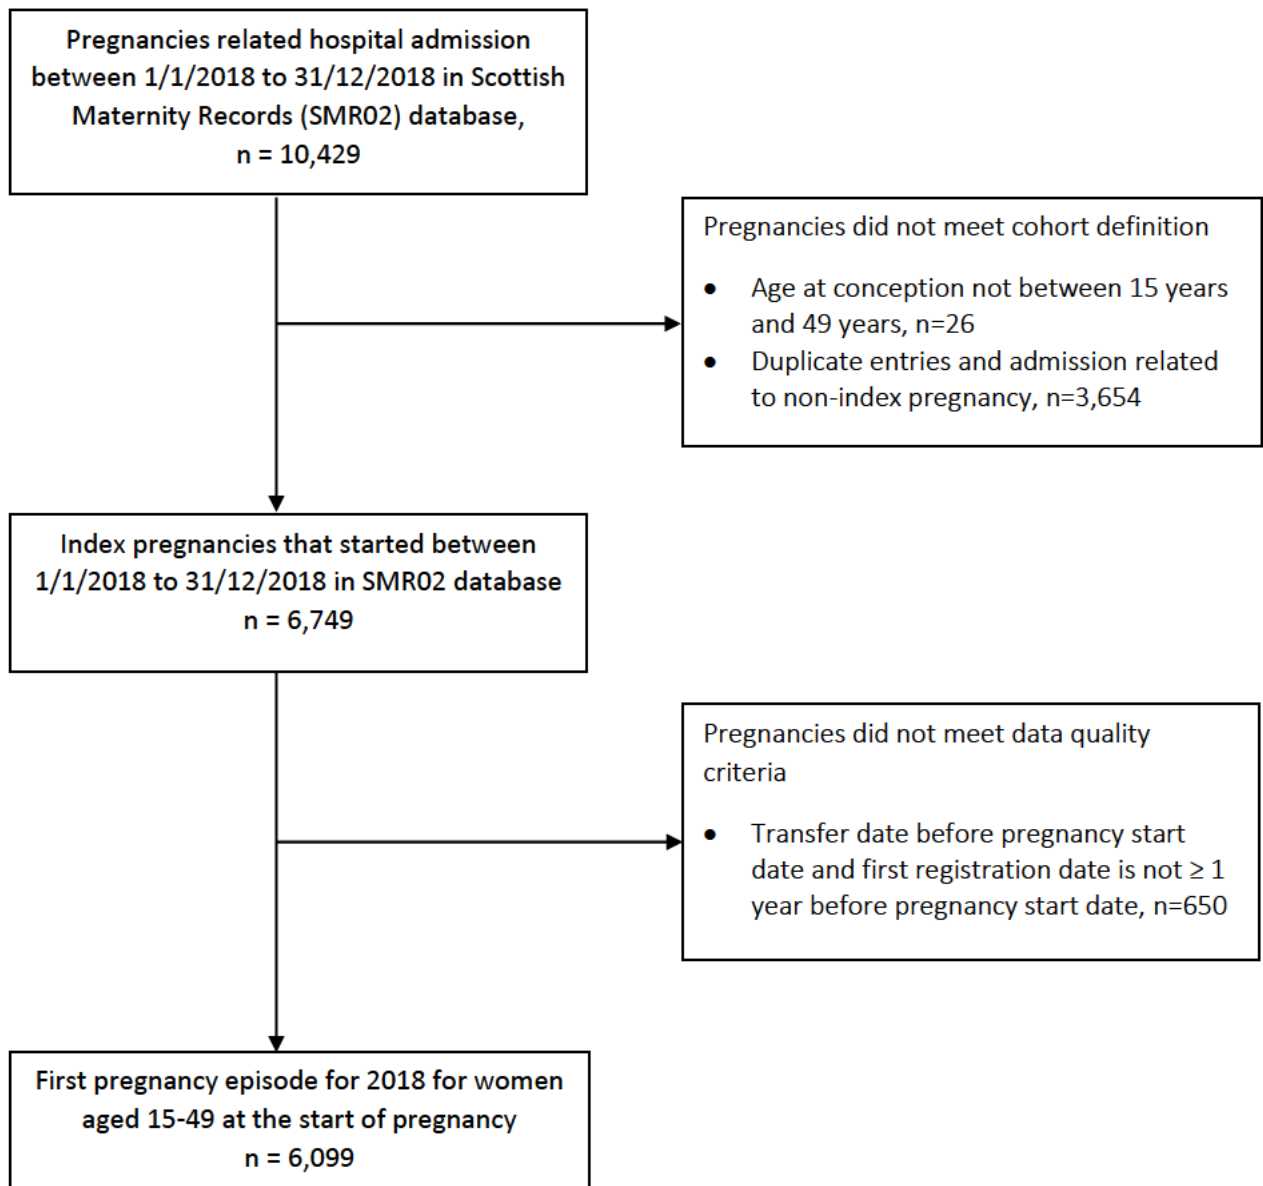 Pregnancies related hospital admission
between 1/1/2018 to 31/12/2018 in Scottish
Maternity Records (SMR02) database,
n = 10,429
Pregnancies did not meet cohort definition
• Age at conception not between 15 years
and 49 years, n=26
• Duplicate entries and admission related
to non-index pregnancy, n=3,654
Index pregnancies that started between
1/1/2018 to 31/12/2018 in SMR02 database
n = 6,749
Pregnancies did not meet data quality
criteria
• Transfer date before pregnancy start
date and first registration date is not ≥ 1
year before pregnancy start date, n=650
First pregnancy episode for 2018 for women
aged 15-49 at the start of pregnancy
n = 6,099